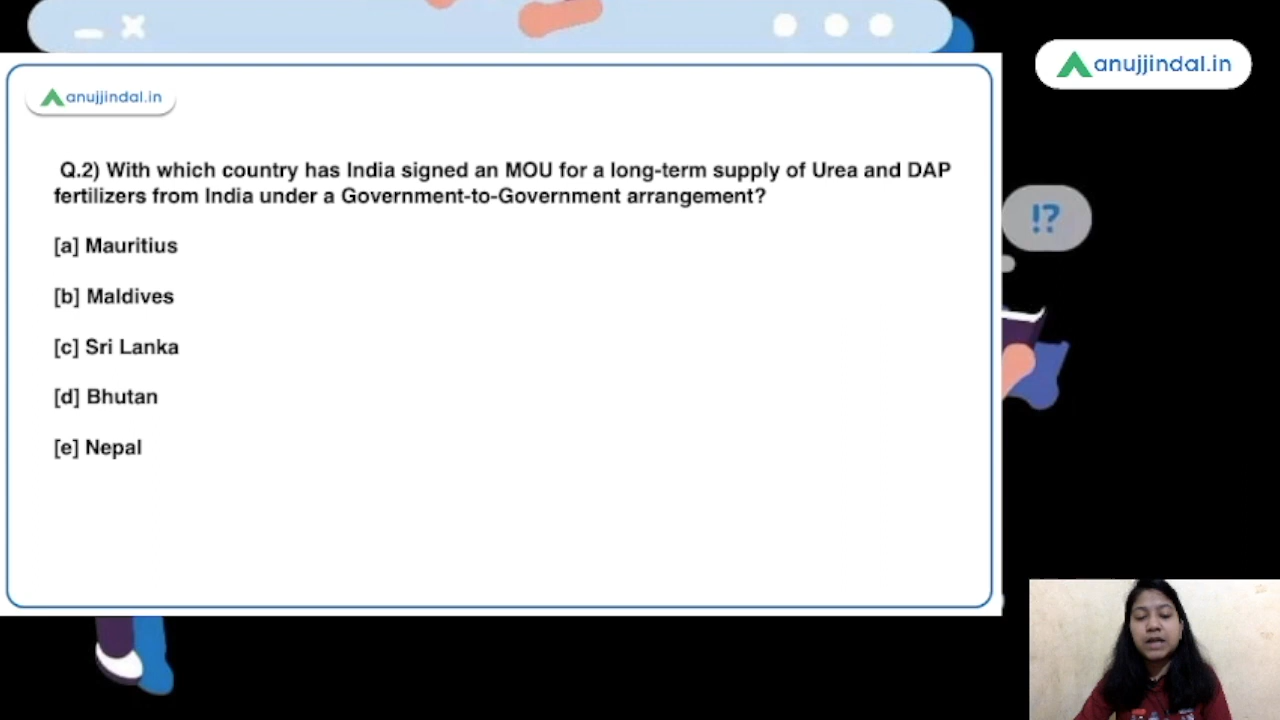 anujjindal.in
anujjindal.in
Q.2) With which country has India signed an MOU for a long-term supply of Urea and DAP
fertilizers from India under a Government-to-Government arrangement?
[a] Mauritius
!?
[b] Maldives
[c] Sri Lanka
[d] Bhutan
[e] Nepal